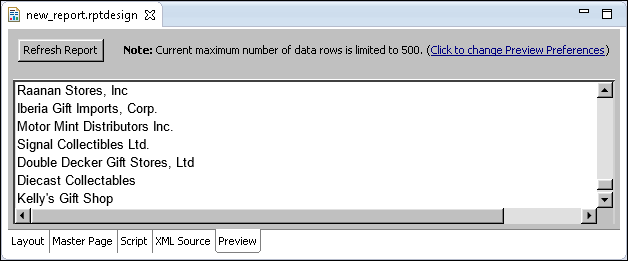 new_report.rptdesign
Refresh Report
Note: Current maximum number of data rows is limited to 500. (Click to change Preview Preferences)
Raanan Stores, Inc
Iberia Gift Imports, Corp.
Motor Mint Distributors Inc.
Signal Collectibles Ltd.
Double Decker Gift Stores, Ltd
Diecast Collectables
Kelly's Gift Shop
Layout Master Page Script XML Source Preview